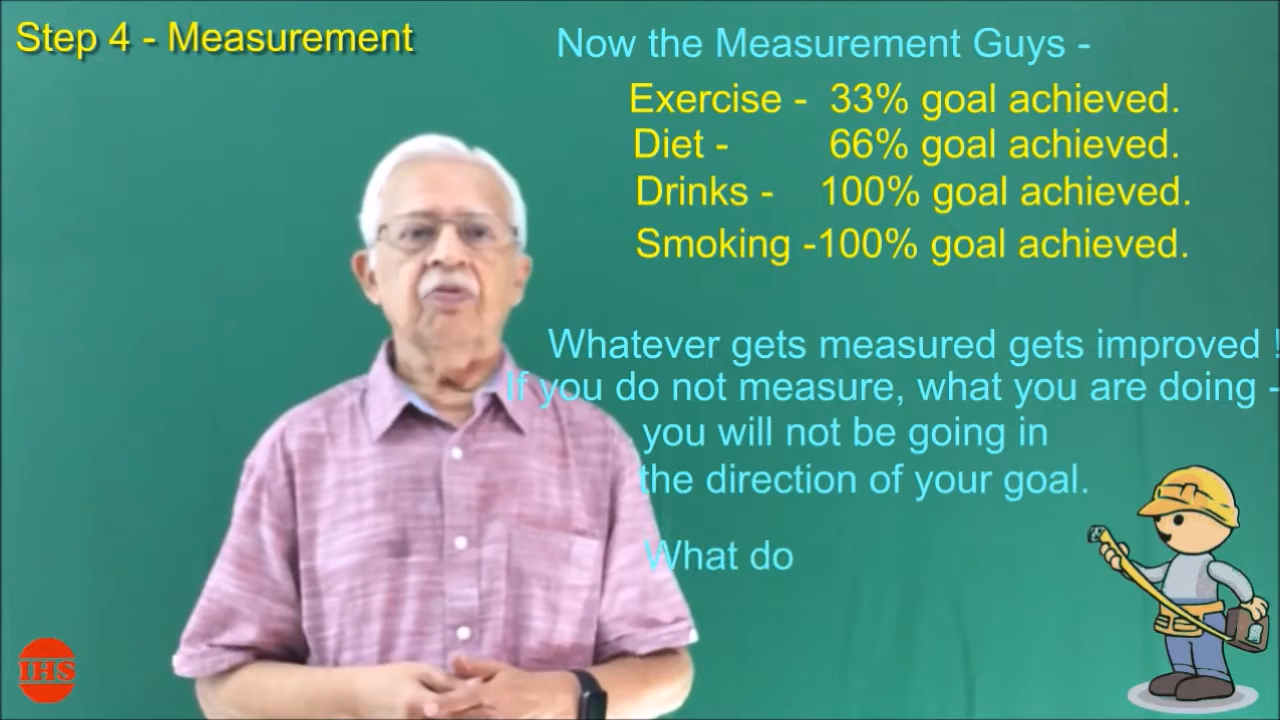 Step 4 - Measurement
Now the Measurement Guys -
Exercise - 33% goal achieved.
Diet - 66% goal achieved.
Drinks - 100% goal achieved.
Smoking -100% goal achieved.
Whatever gets measured gets improved !
If you do not measure, what you are doing -
you will not be going in
the direction of your goal.
What do
IHS